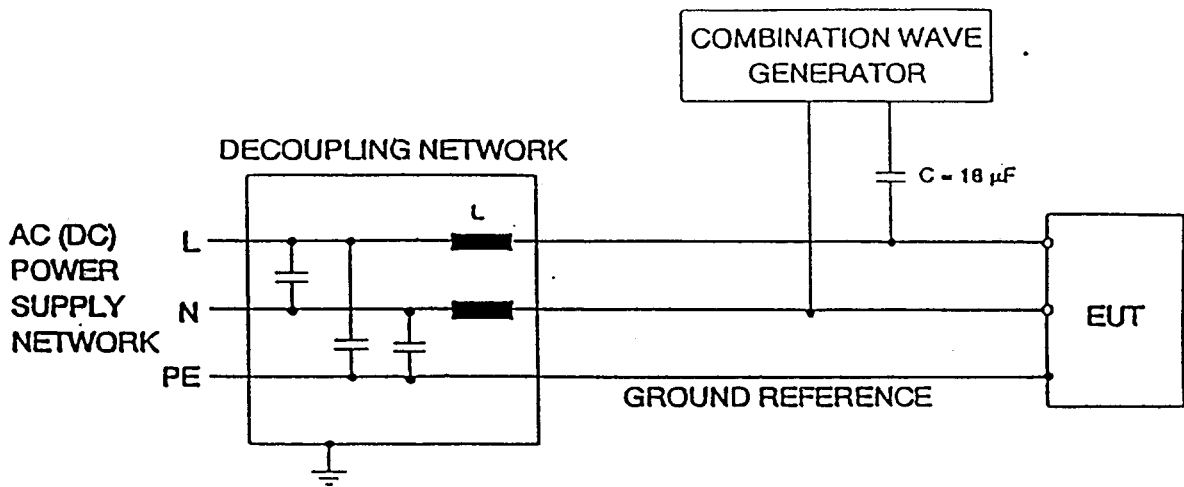 COMBINATION WAVE
GENERATOR
DECOUPLING NETWORK
C = 18 µF
L
AC (DC)
POWER
SUPPLY
NETWORK
L
N
PE
EUT
GROUND REFERENCE